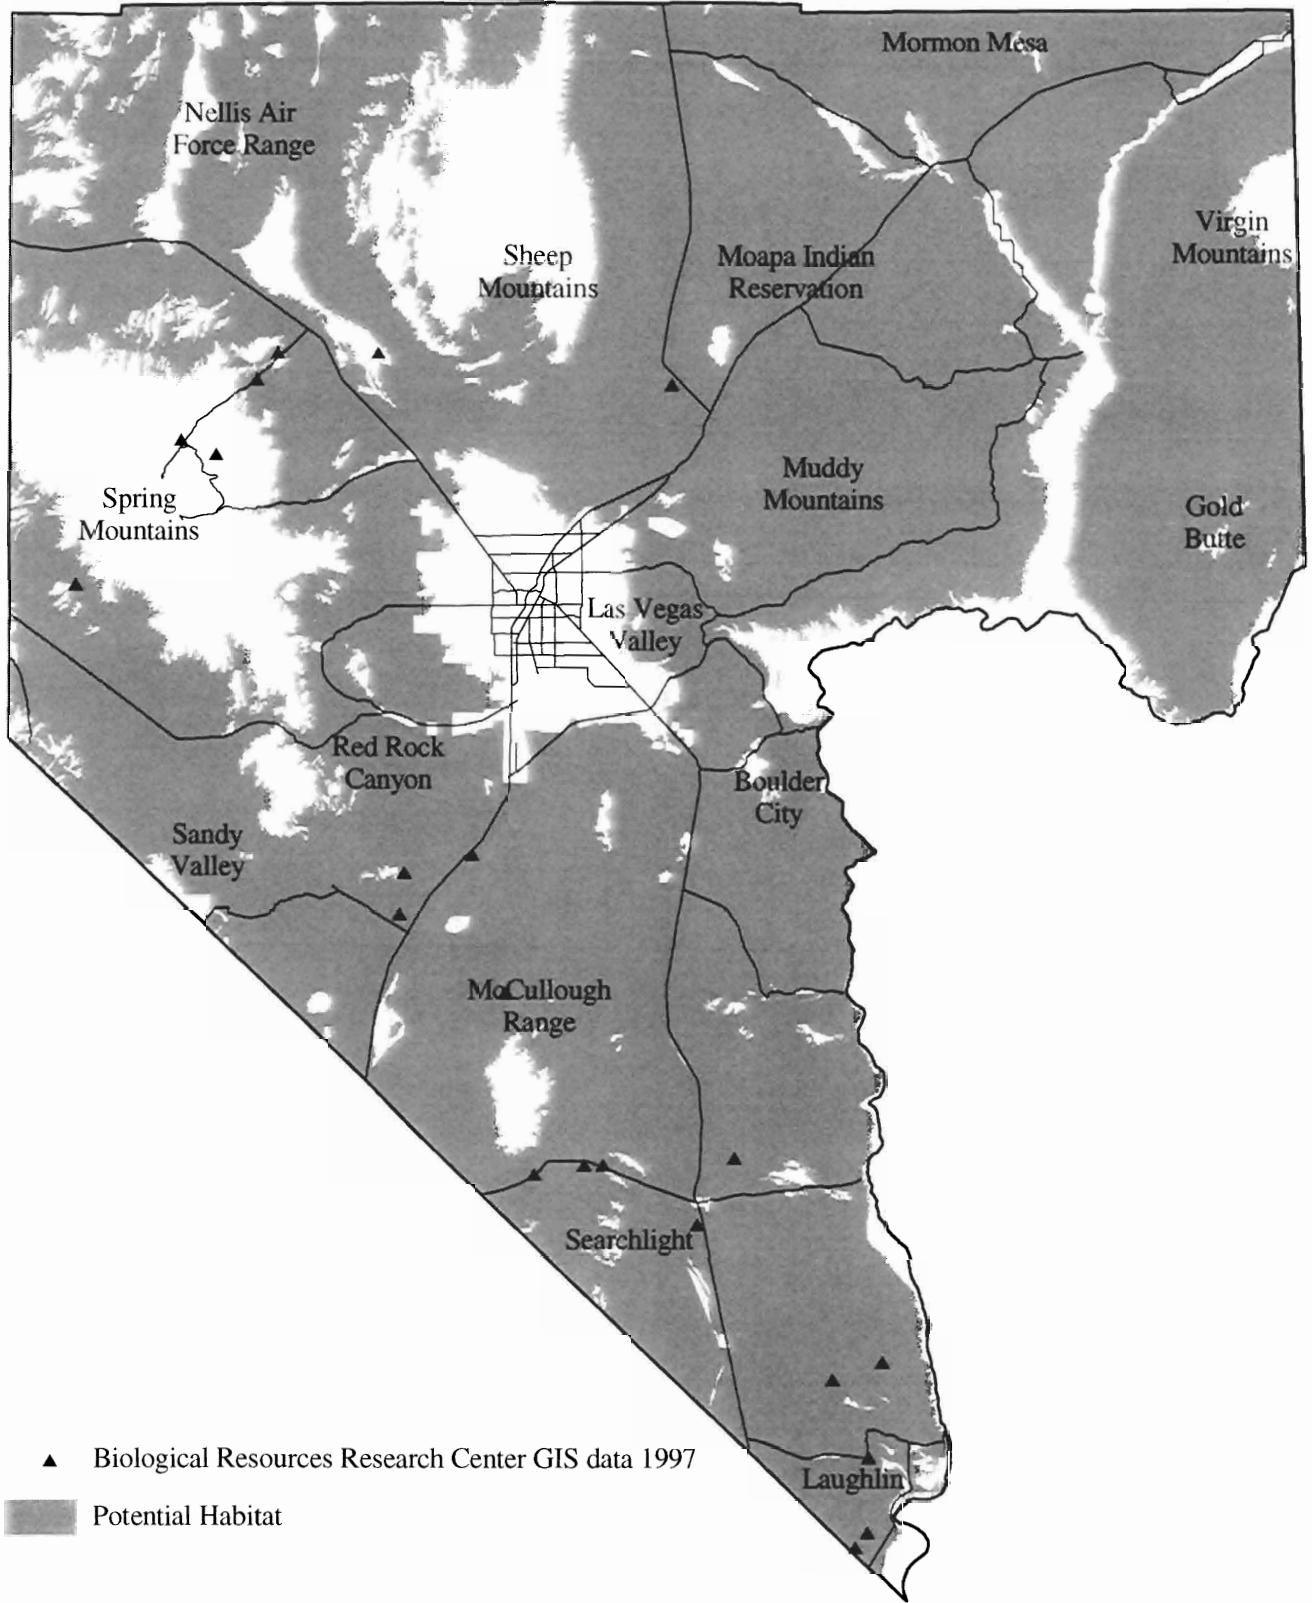 Mormon Mesa
Nellis Air
Force Range
Virgin
Mountains
Sheep
Mountains
Moapa Indian
Reservation
Muddy
Mountains
Spring
Mountains
Gold
Butte
Las Vegas
Valley
Red Rock
Canyon
Boulder
City
Sandy
Valley
McCullough
Range
Searchlight
Biological Resources Research Center GIS data 1997
Laughlin
Potential Habitat